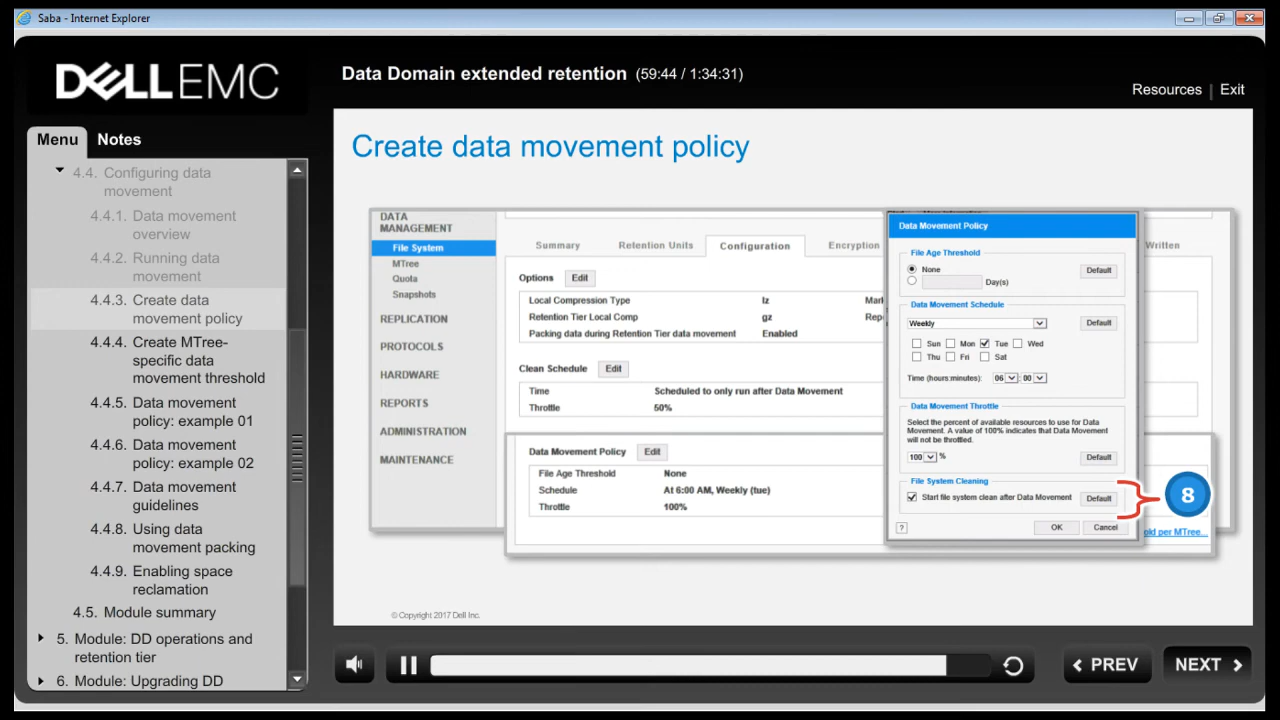 Saba - Internet Explorer
DELLEMC
Data Domain extended retention (59:44 / 1:34:31)
Resources | Exit
Menu
Notes
4.4. Configuring data
movement
4.4.1. Data movement
overview
4.4.2. Running data
movement
4.4.3. Create data
movement policy
4.4.4. Create MTree-
specific data
movement threshold
4.4.5. Data movement
policy: example 01
4.4.6. Data movement
policy: example 02
4.4.7. Data movement
guidelines
4.4.8. Using data
movement packing
4.4.9. Enabling space
reclamation
4.5. Module summary
5. Module: DD operations and
retention tier
6. Module: Upgrading DD
Create data movement policy
DATA
MANAGEMENT
File System
MTree
Quota
Snapshots
REPLICATION
PROTOCOLS
HARDWARE
REPORTS
ADMINISTRATION
MAINTENANCE
Summary Retention Units Configuration Encryption Written
Options Edit
Local Compression Type lz
Retention Tier Local Comp gz
Packing data during Retention Tier data movement Enabled
Clean Schedule Edit
Time Scheduled to only run after Data Movement
Throttle 50%
Data Movement Policy Edit
File Age Threshold None
Schedule At 6:00 AM, Weekly (tue)
Throttle 100%
Data Movement Policy
File Age Threshold
None Default
Day(s)
Data Movement Schedule
Weekly Default
Sun Mon Tue Wed
Thu Fri Sat
Time (hours:minutes): 06 : 00
Data Movement Throttle
Select the percent of available resources to use for Data
Movement. A value of 100% indicates that Data Movement
will not be throttled.
100 % Default
File System Cleaning
Start file system clean after Data Movement Default
? OK Cancel
8
per MTree...
© Copyright 2017 Dell Inc.
PREV
NEXT